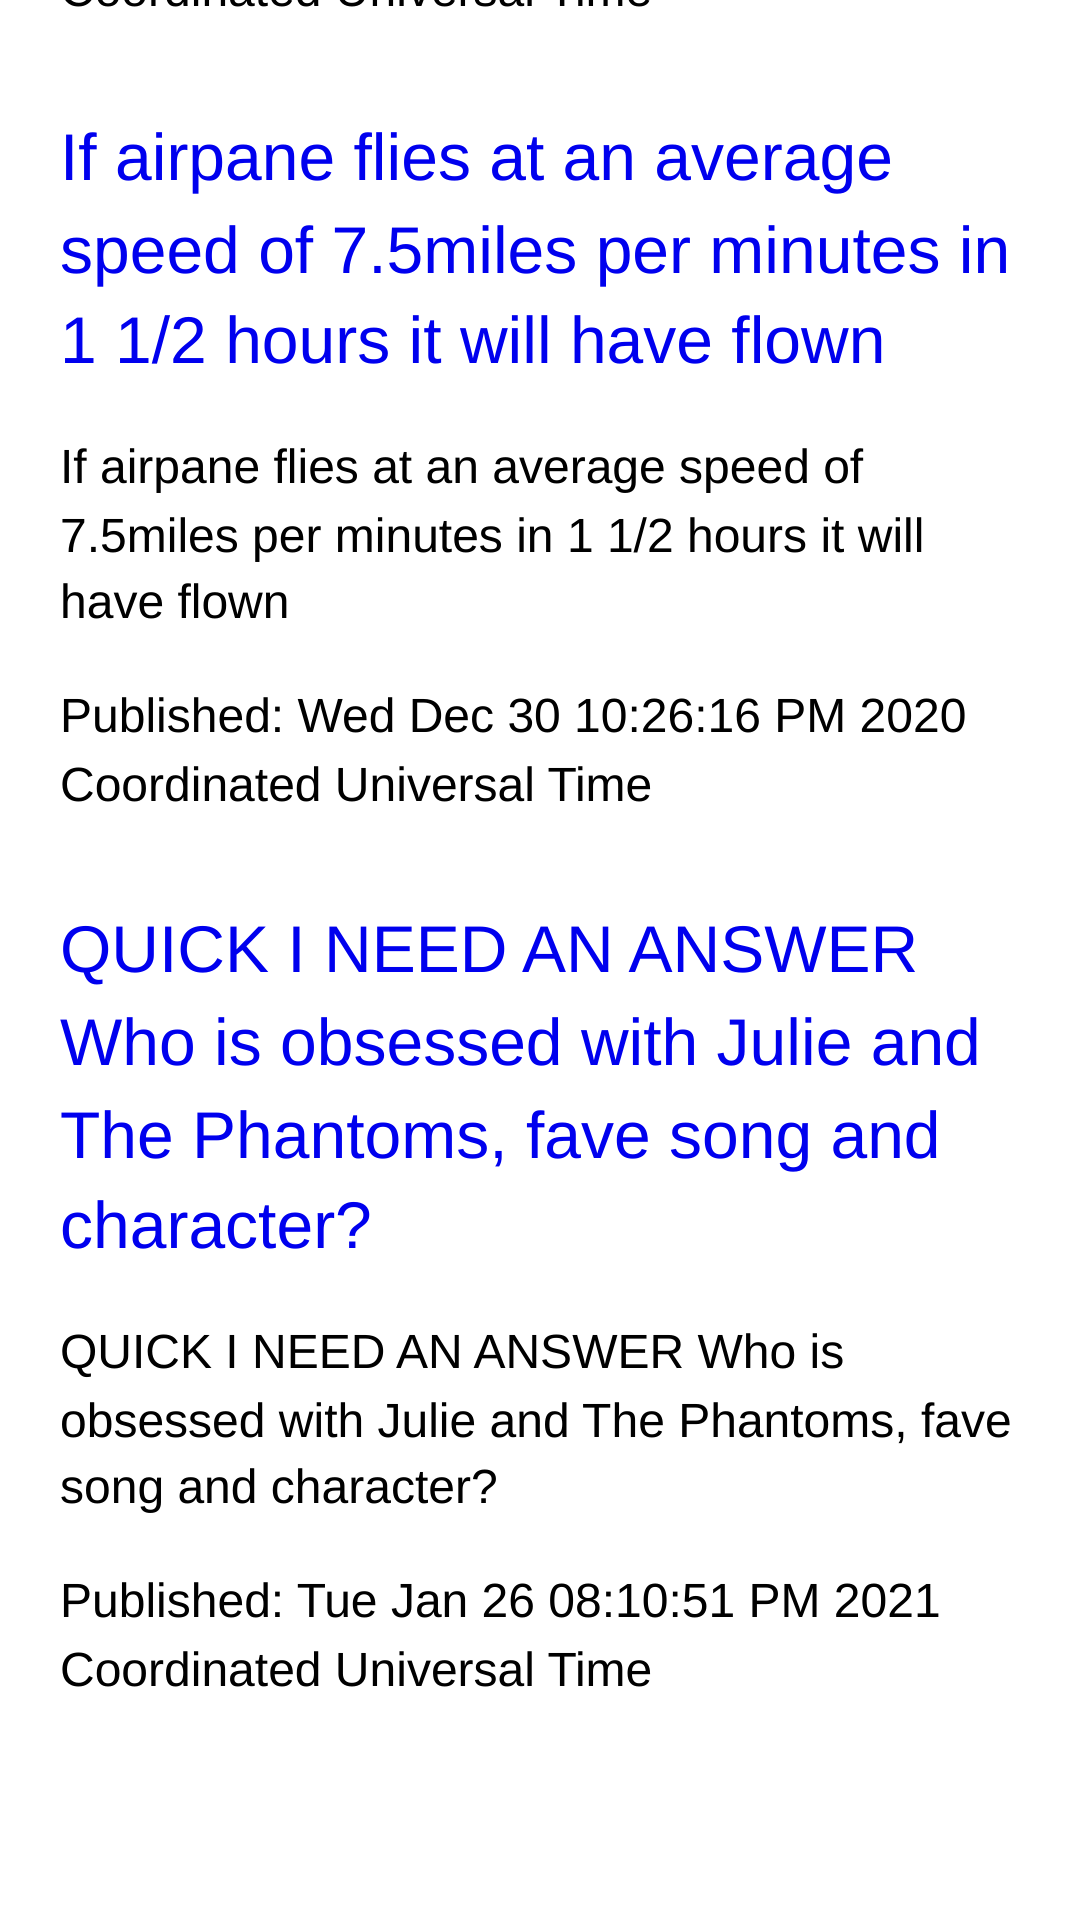 Coordinated Universal Time
If airpane flies at an average
speed of 7.5miles per minutes in
1 1/2 hours it will have flown
If airpane flies at an average speed of
7.5miles per minutes in 1 1/2 hours it will
have flown
Published: Wed Dec 30 10:26:16 PM 2020
Coordinated Universal Time
QUICK I NEED AN ANSWER
Who is obsessed with Julie and
The Phantoms, fave song and
character?
QUICK I NEED AN ANSWER Who is
obsessed with Julie and The Phantoms, fave
song and character?
Published: Tue Jan 26 08:10:51 PM 2021
Coordinated Universal Time